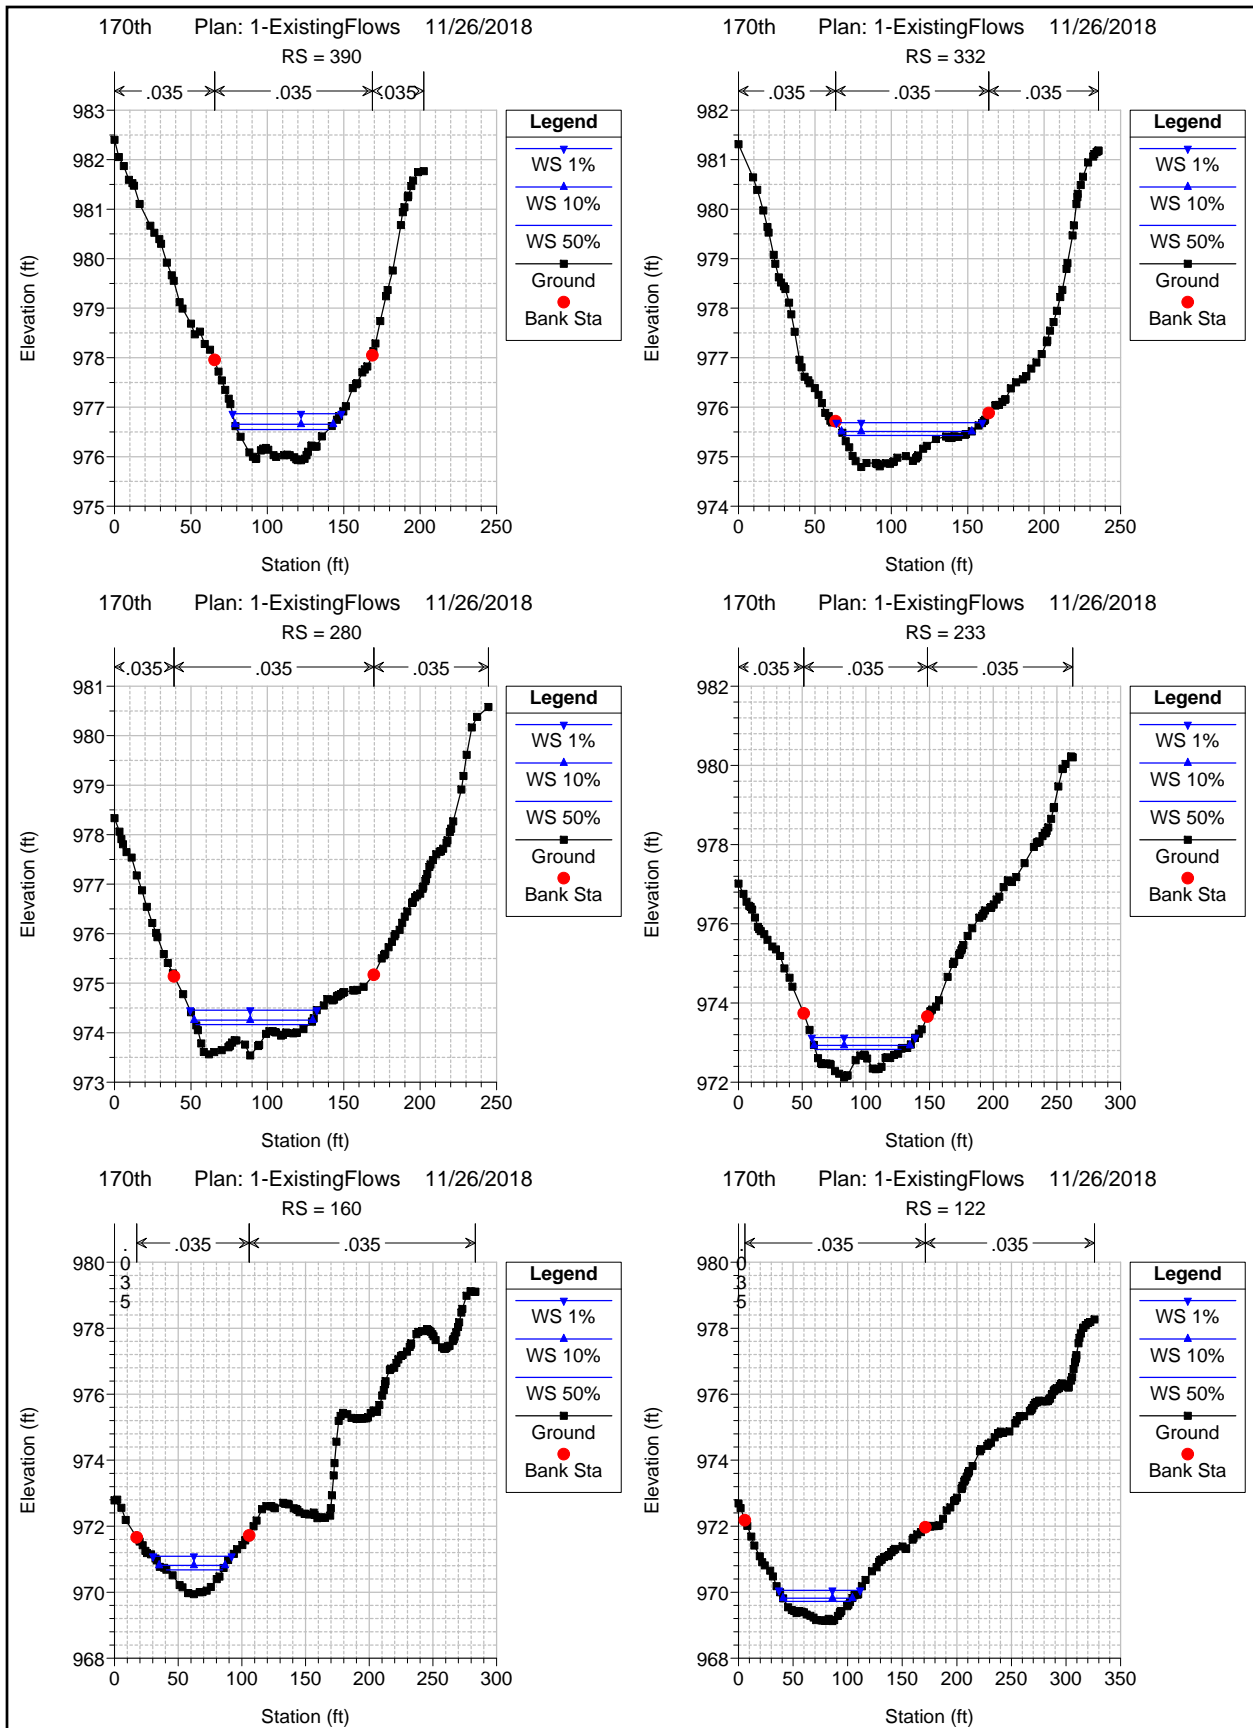 170th Plan: 1-ExistingFlows 11/26/2018
RS = 390
.035 .035 .035
Elevation (ft)
983
982
981
980
979
978
977
976
975
0 50 100 150 200 250
Station (ft)
Legend
WS 1%
WS 10%
WS 50%
Ground
Bank Sta
170th Plan: 1-ExistingFlows 11/26/2018
RS = 332
.035 .035 .035
Elevation (ft)
982
981
980
979
978
977
976
975
974
0 50 100 150 200 250
Station (ft)
Legend
WS 1%
WS 10%
WS 50%
Ground
Bank Sta
170th Plan: 1-ExistingFlows 11/26/2018
RS = 280
.035 .035 .035
Elevation (ft)
981
980
979
978
977
976
975
974
973
0 50 100 150 200 250
Station (ft)
Legend
WS 1%
WS 10%
WS 50%
Ground
Bank Sta
170th Plan: 1-ExistingFlows 11/26/2018
RS = 233
.035 .035 .035
Elevation (ft)
982
980
978
976
974
972
0 50 100 150 200 250 300
Station (ft)
Legend
WS 1%
WS 10%
WS 50%
Ground
Bank Sta
170th Plan: 1-ExistingFlows 11/26/2018
RS = 160
.035 .035 .035
Elevation (ft)
980
978
976
974
972
970
968
0 50 100 150 200 250 300
Station (ft)
Legend
WS 1%
WS 10%
WS 50%
Ground
Bank Sta
170th Plan: 1-ExistingFlows 11/26/2018
RS = 122
.035 .035 .035
Elevation (ft)
980
978
976
974
972
970
968
0 50 100 150 200 250 300 350
Station (ft)
Legend
WS 1%
WS 10%
WS 50%
Ground
Bank Sta